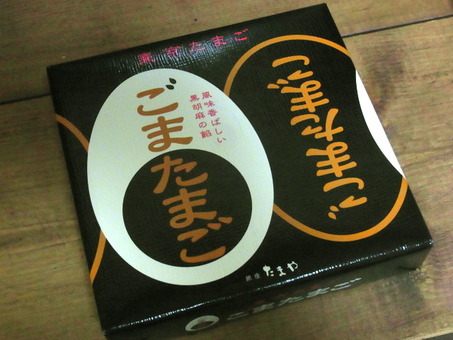 東京たまご
風味香ばしい
黒胡麻の餡
ごまたまご
ごまたまご
銀座 たまや
ごまたまご